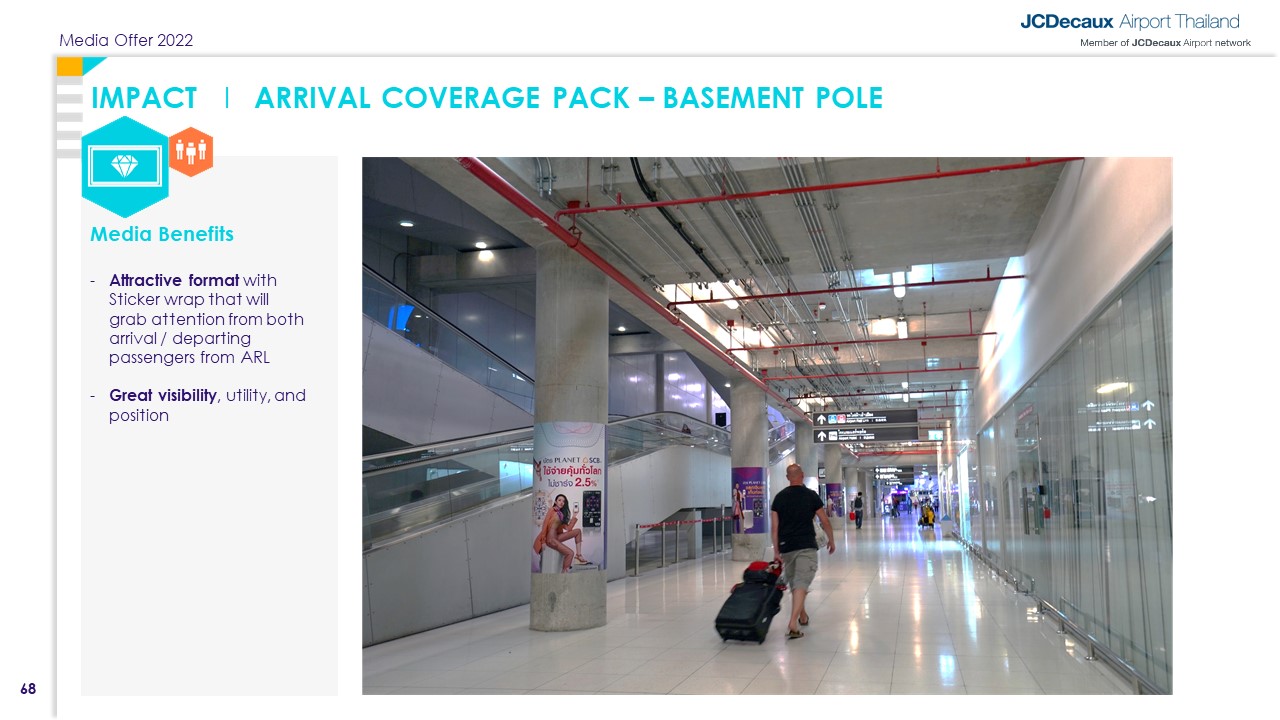 Media Offer 2022
JCDecaux Airport Thailand
Member of JCDecaux Airport network
IMPACT | ARRIVAL COVERAGE PACK – BASEMENT POLE
Media Benefits
- Attractive format with
Sticker wrap that will
grab attention from both
arrival / departing
passengers from ARL
- Great visibility, utility, and
position
PLANET SCB
ใช้จ่ายคุ้มทั่วโลก
ไม่ชาร์จ 2.5%
68